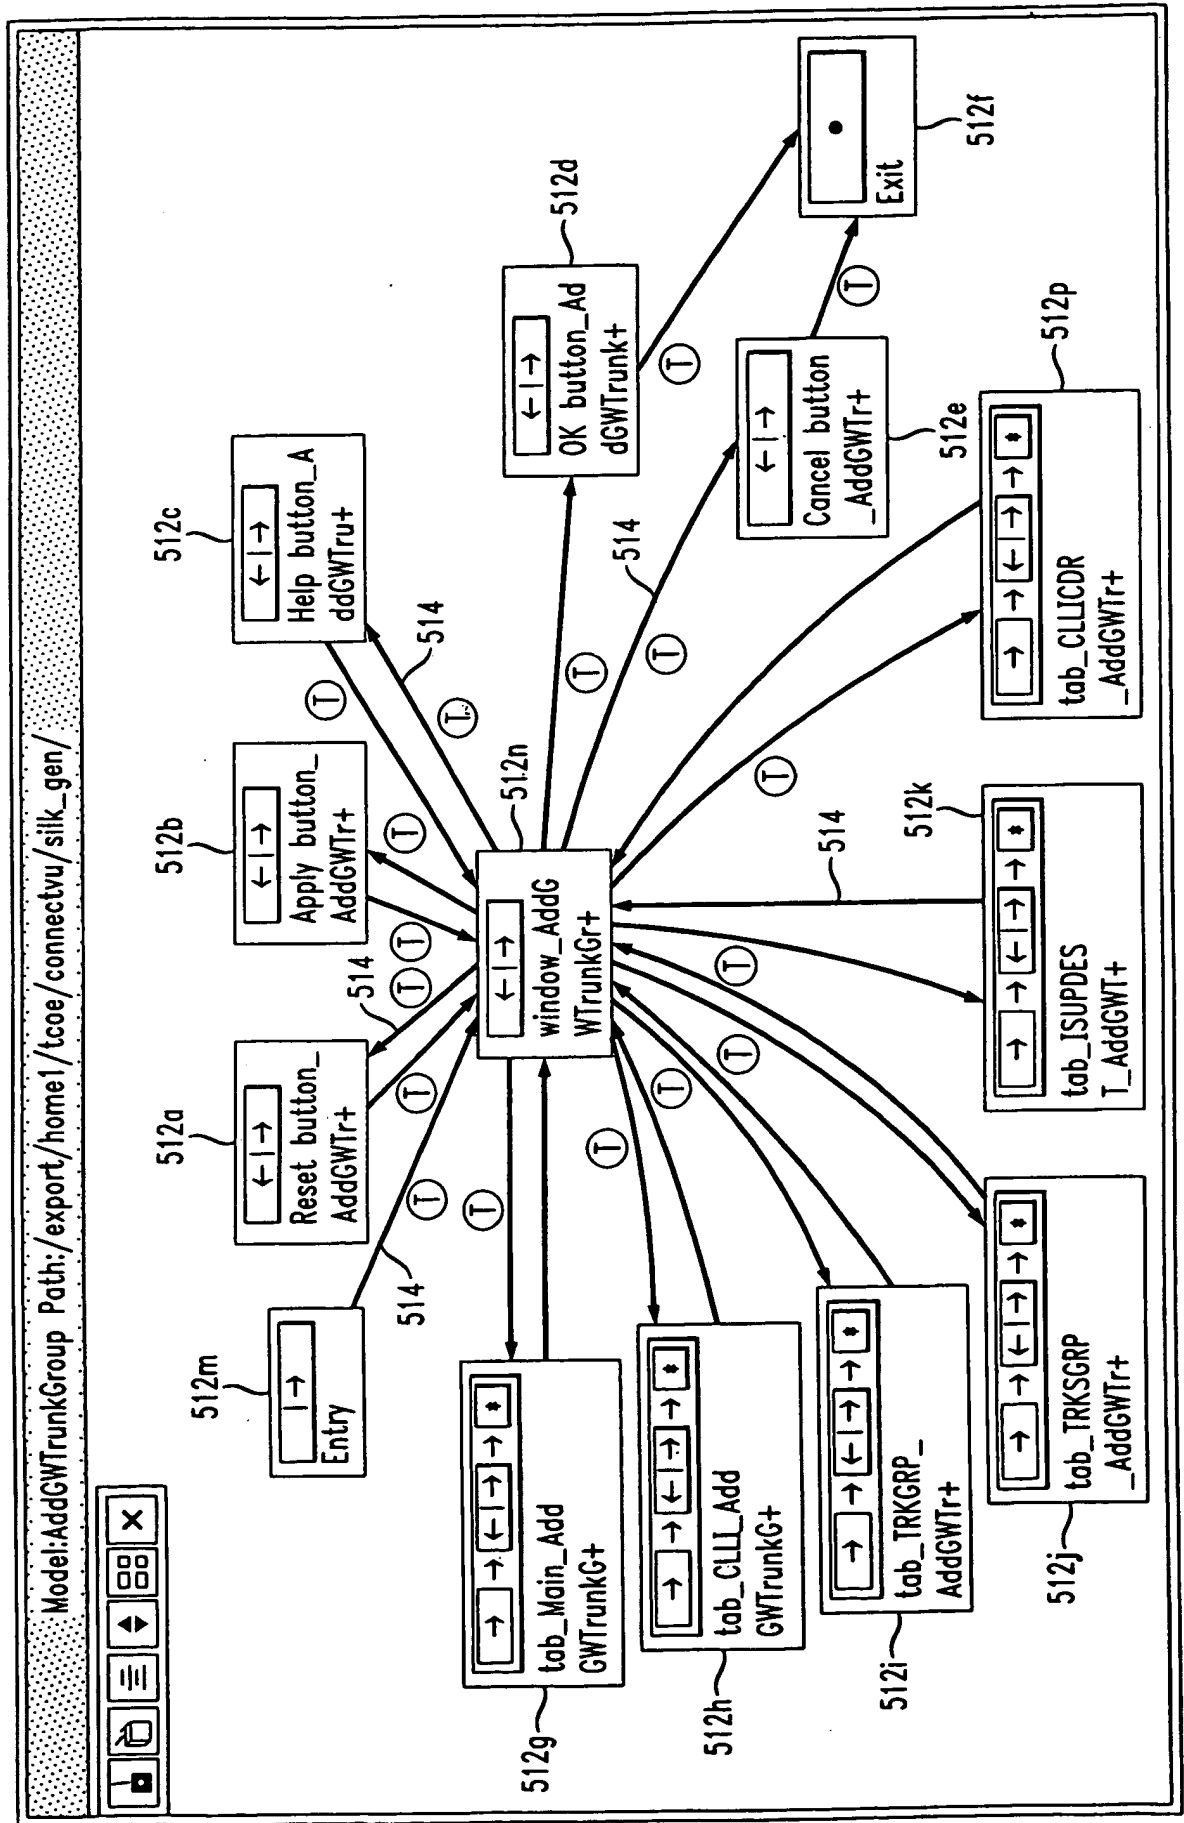 Model:AddGWTrunkGroup Path:/export/home1/tcoe/connectvu/silk_gen/
512m
Entry
512a
Reset button_
AddGWTr+
512b
Apply button_
AddGWTr+
512c
Help button_A
ddGWTru+
514
T
T
T
T
T
514
T
T
T
514
512n
window_AddG
WTrunkGr+
512d
OK button_Ad
dGWTrunk+
T
T
T
514
512e
Cancel button
_AddGWTr+
T
512f
Exit
512g
tab_Main_Add
GWTrunkG+
*
T
512h
tab_CLLI_Add
GWTrunkG+
*
T
512i
tab_TRKGRP_
AddGWTr+
*
T
512j
tab_TRKSGRP
_AddGWTr+
*
T
512k
tab_ISUPDES
T_AddGWT+
*
T
514
512p
tab_CLLICDR
_AddGWTr+
*